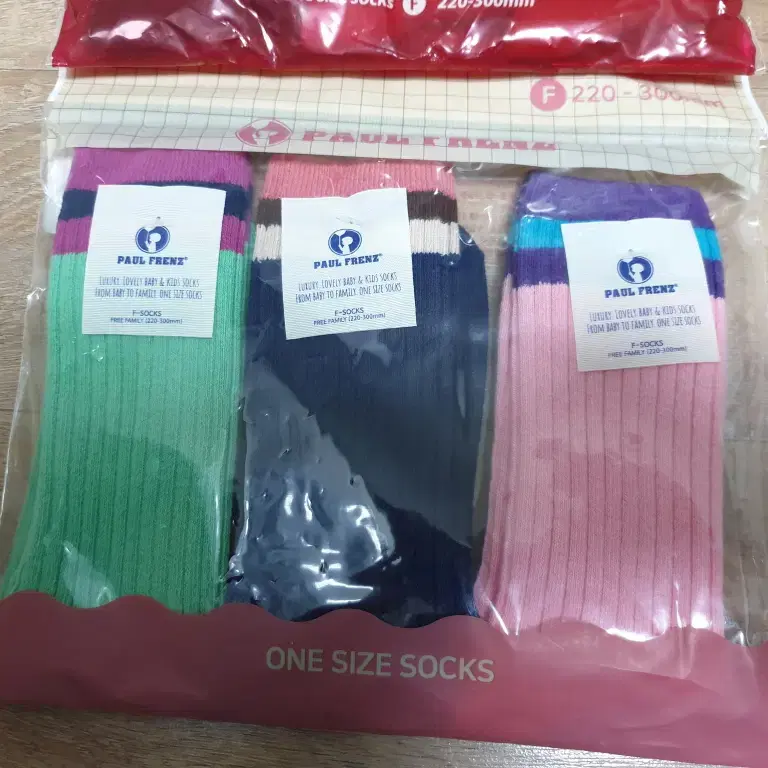 SIZE SOCKS F 220-300mm
F 220 - 300mm
PAUL FRENZ
PAUL FRENZ®
LUXURY. LOVELY BABY & KIDS SOCKS
FROM BABY TO FAMILY. ONE SIZE SOCKS
F-SOCKS
FREE FAMILY (220-300mm)
PAUL FRENZ®
LUXURY. LOVELY BABY & KIDS SOCKS
FROM BABY TO FAMILY. ONE SIZE SOCKS
F-SOCKS
FREE FAMILY (220-300mm)
PAUL FRENZ®
LUXURY. LOVELY BABY & KIDS SOCKS
FROM BABY TO FAMILY. ONE SIZE SOCKS
F-SOCKS
FREE FAMILY (220-300mm)
ONE SIZE SOCKS